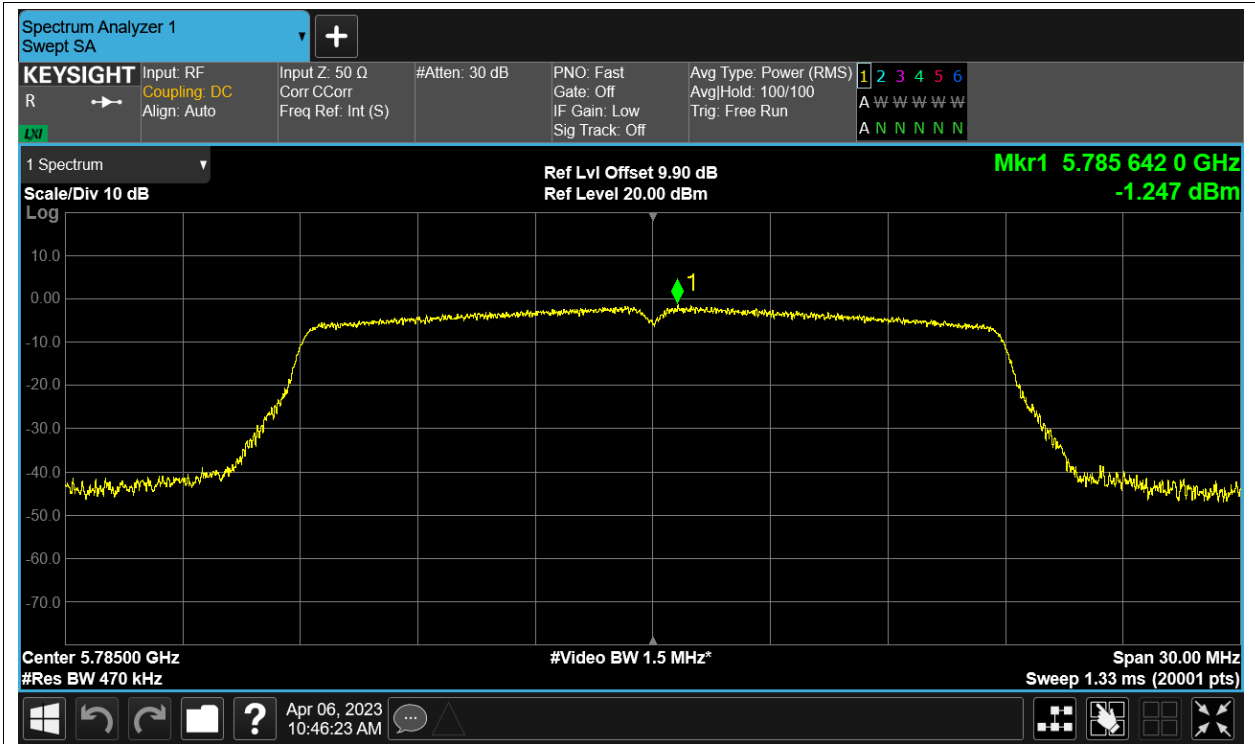 Spectrum Analyzer 1
Swept SA
KEYSIGHT
R
LXI
Input: RF
Coupling: DC
Align: Auto
Input Z: 50 Ω
Corr CCorr
Freq Ref: Int (S)
#Atten: 30 dB
PNO: Fast
Gate: Off
IF Gain: Low
Sig Track: Off
Avg Type: Power (RMS)
Avg|Hold: 100/100
Trig: Free Run
1 2 3 4 5 6
A W W W W W
A N N N N N
1 Spectrum
Scale/Div 10 dB
Ref Lvl Offset 9.90 dB
Ref Level 20.00 dBm
Mkr1 5.785 642 0 GHz
-1.247 dBm
Log
10.0
0.00
-10.0
-20.0
-30.0
-40.0
-50.0
-60.0
-70.0
1
Center 5.78500 GHz
#Res BW 470 kHz
#Video BW 1.5 MHz*
Span 30.00 MHz
Sweep 1.33 ms (20001 pts)
?
Apr 06, 2023
10:46:23 AM